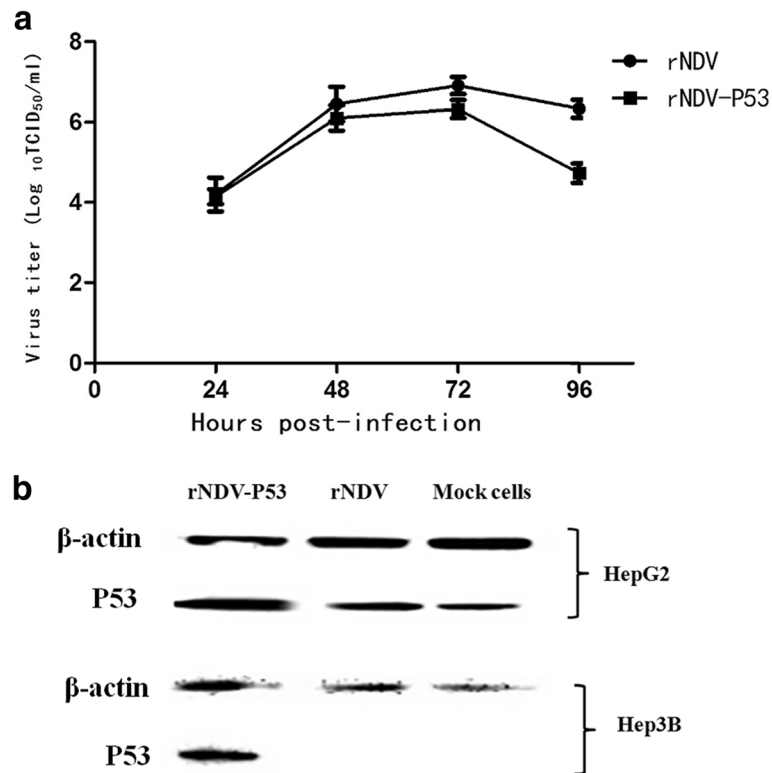 a
Virus titer (Log 10TCID50/ml)
8
6
4
2
0
0 24 48 72 96
Hours post-infection
rNDV
rNDV-P53
b
rNDV-P53 rNDV Mock cells
β-actin
P53
HepG2
β-actin
P53
Hep3B